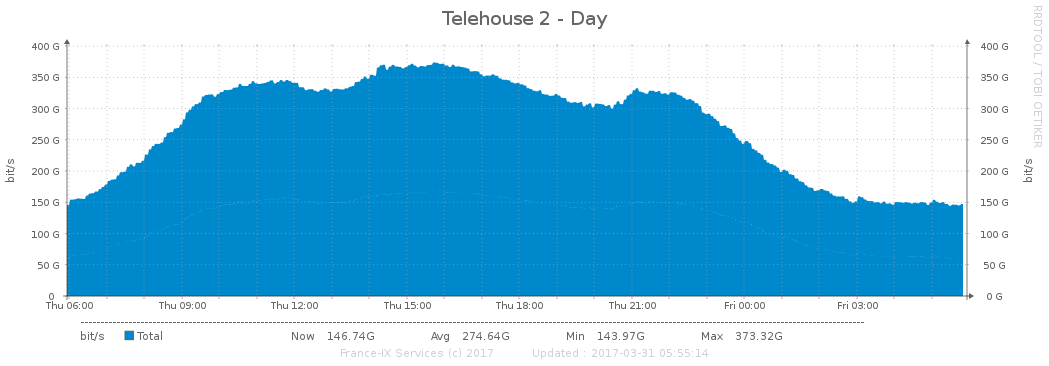 Telehouse 2 - Day
RRDTOOL / TOBI OETIKER
400 G 400 G
350 G 350 G
300 G 300 G
250 G 250 G
200 G 200 G
150 G 150 G
100 G 100 G
50 G 50 G
0 0 G
bit/s bit/s
Thu 06:00 Thu 09:00 Thu 12:00 Thu 15:00 Thu 18:00 Thu 21:00 Fri 00:00 Fri 03:00
bit/s Total Now 146.74G Avg 274.64G Min 143.97G Max 373.32G
France-IX Services (c) 2017 Updated : 2017-03-31 05:55:14